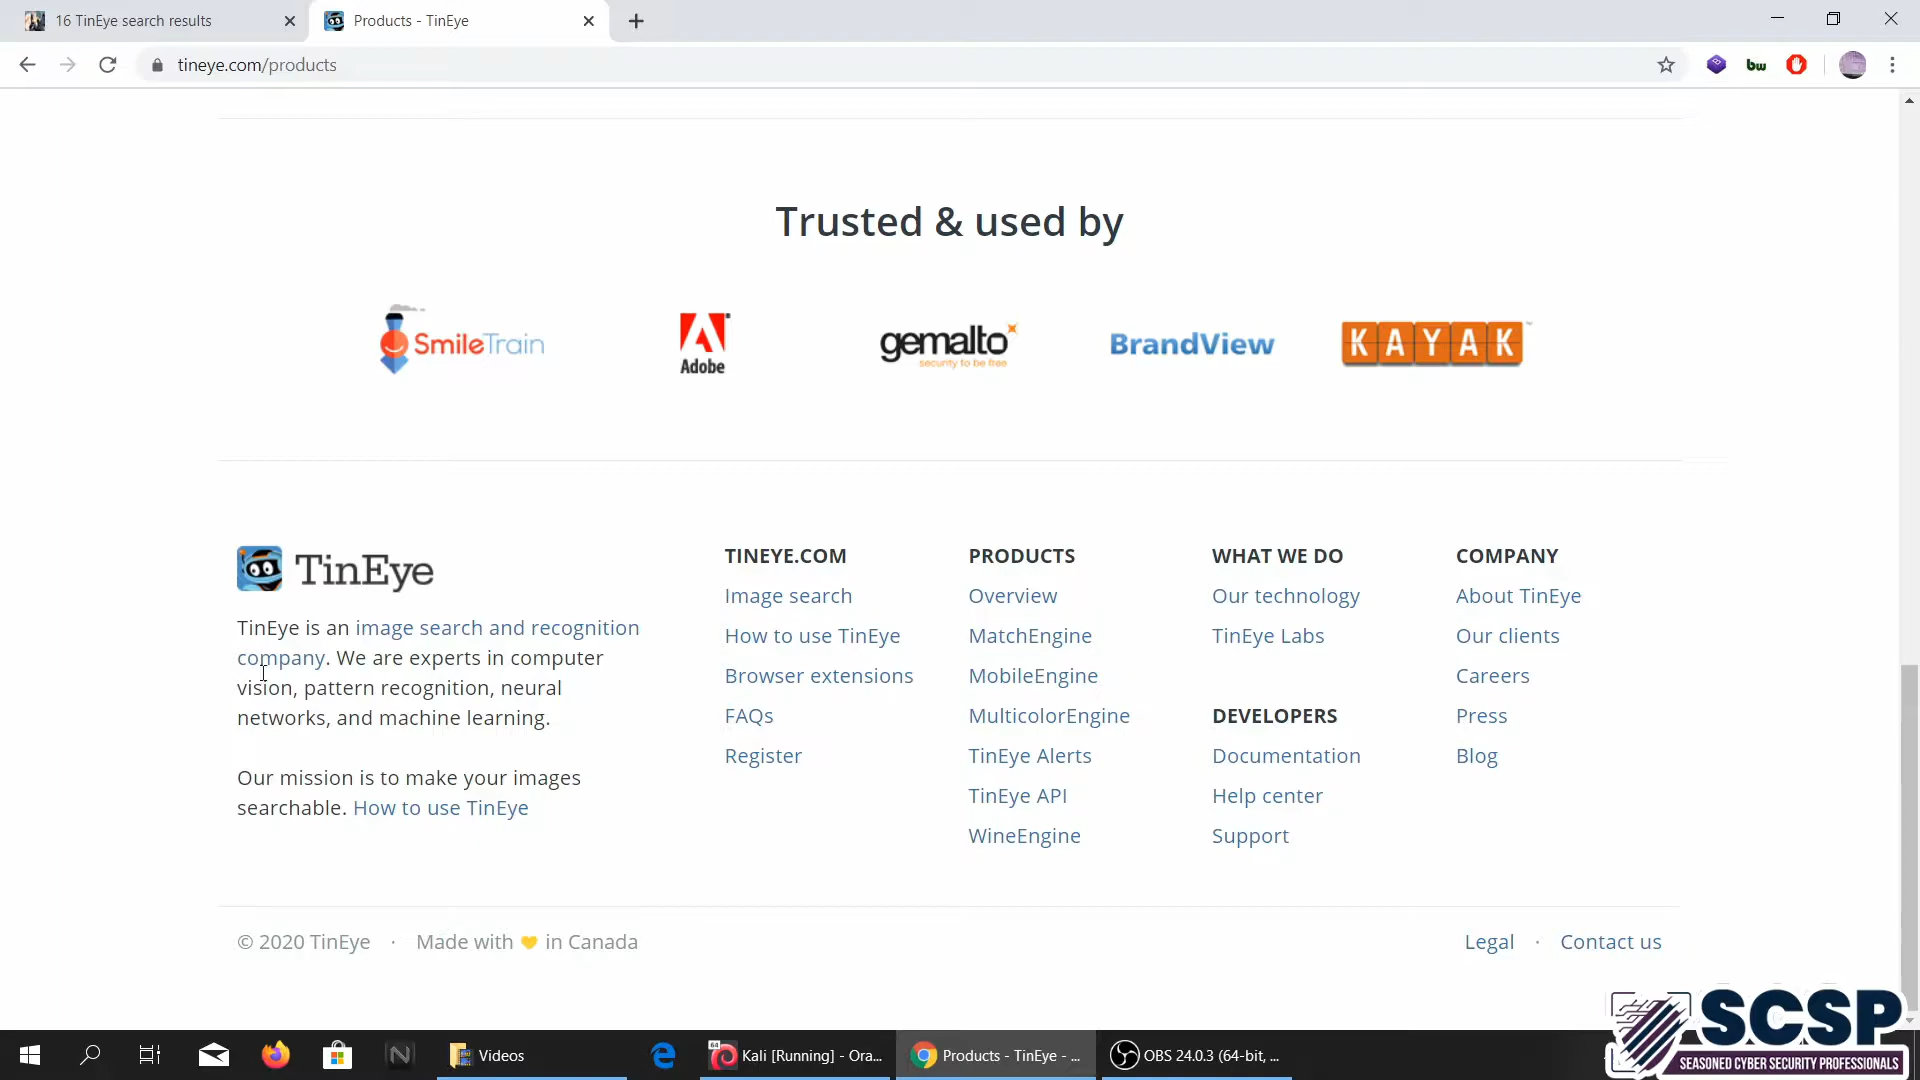 16 TinEye search results
Products - TinEye
tineye.com/products
bw
Trusted & used by
SmileTrain
Adobe
gemalto
security to be free
BrandView
KAYAK
TinEye
TinEye is an image search and recognition
company. We are experts in computer
vision, pattern recognition, neural
networks, and machine learning.
Our mission is to make your images
searchable. How to use TinEye
TINEYE.COM
Image search
How to use TinEye
Browser extensions
FAQs
Register
PRODUCTS
Overview
MatchEngine
MobileEngine
MulticolorEngine
TinEye Alerts
TinEye API
WineEngine
WHAT WE DO
Our technology
TinEye Labs
DEVELOPERS
Documentation
Help center
Support
COMPANY
About TinEye
Our clients
Careers
Press
Blog
© 2020 TinEye · Made with 💛 in Canada
Legal · Contact us
SCSP
SEASONED CYBER SECURITY PROFESSIONALS
N
Videos
64
Kali [Running] - Ora...
Products - TinEye - ...
OBS 24.0.3 (64-bit, ...